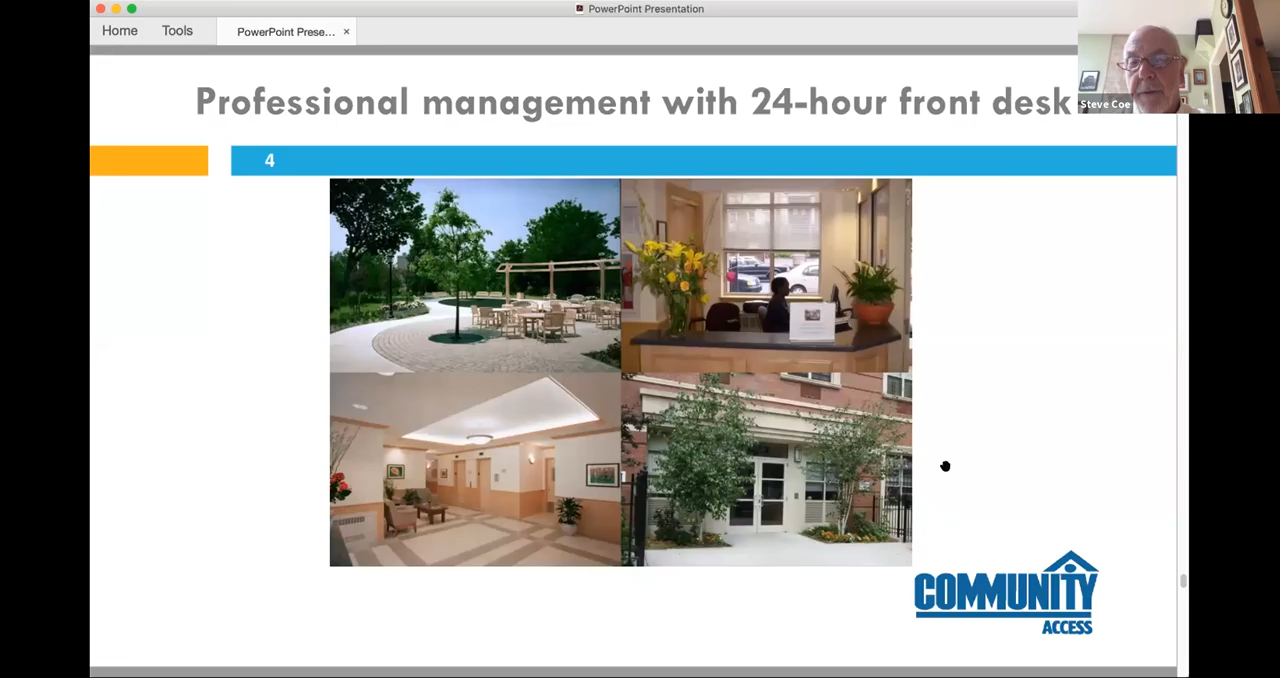 PowerPoint Presentation
Home Tools PowerPoint Prese... ×
Steve Coe
Professional management with 24-hour front desk
4
COMMUNITY
ACCESS